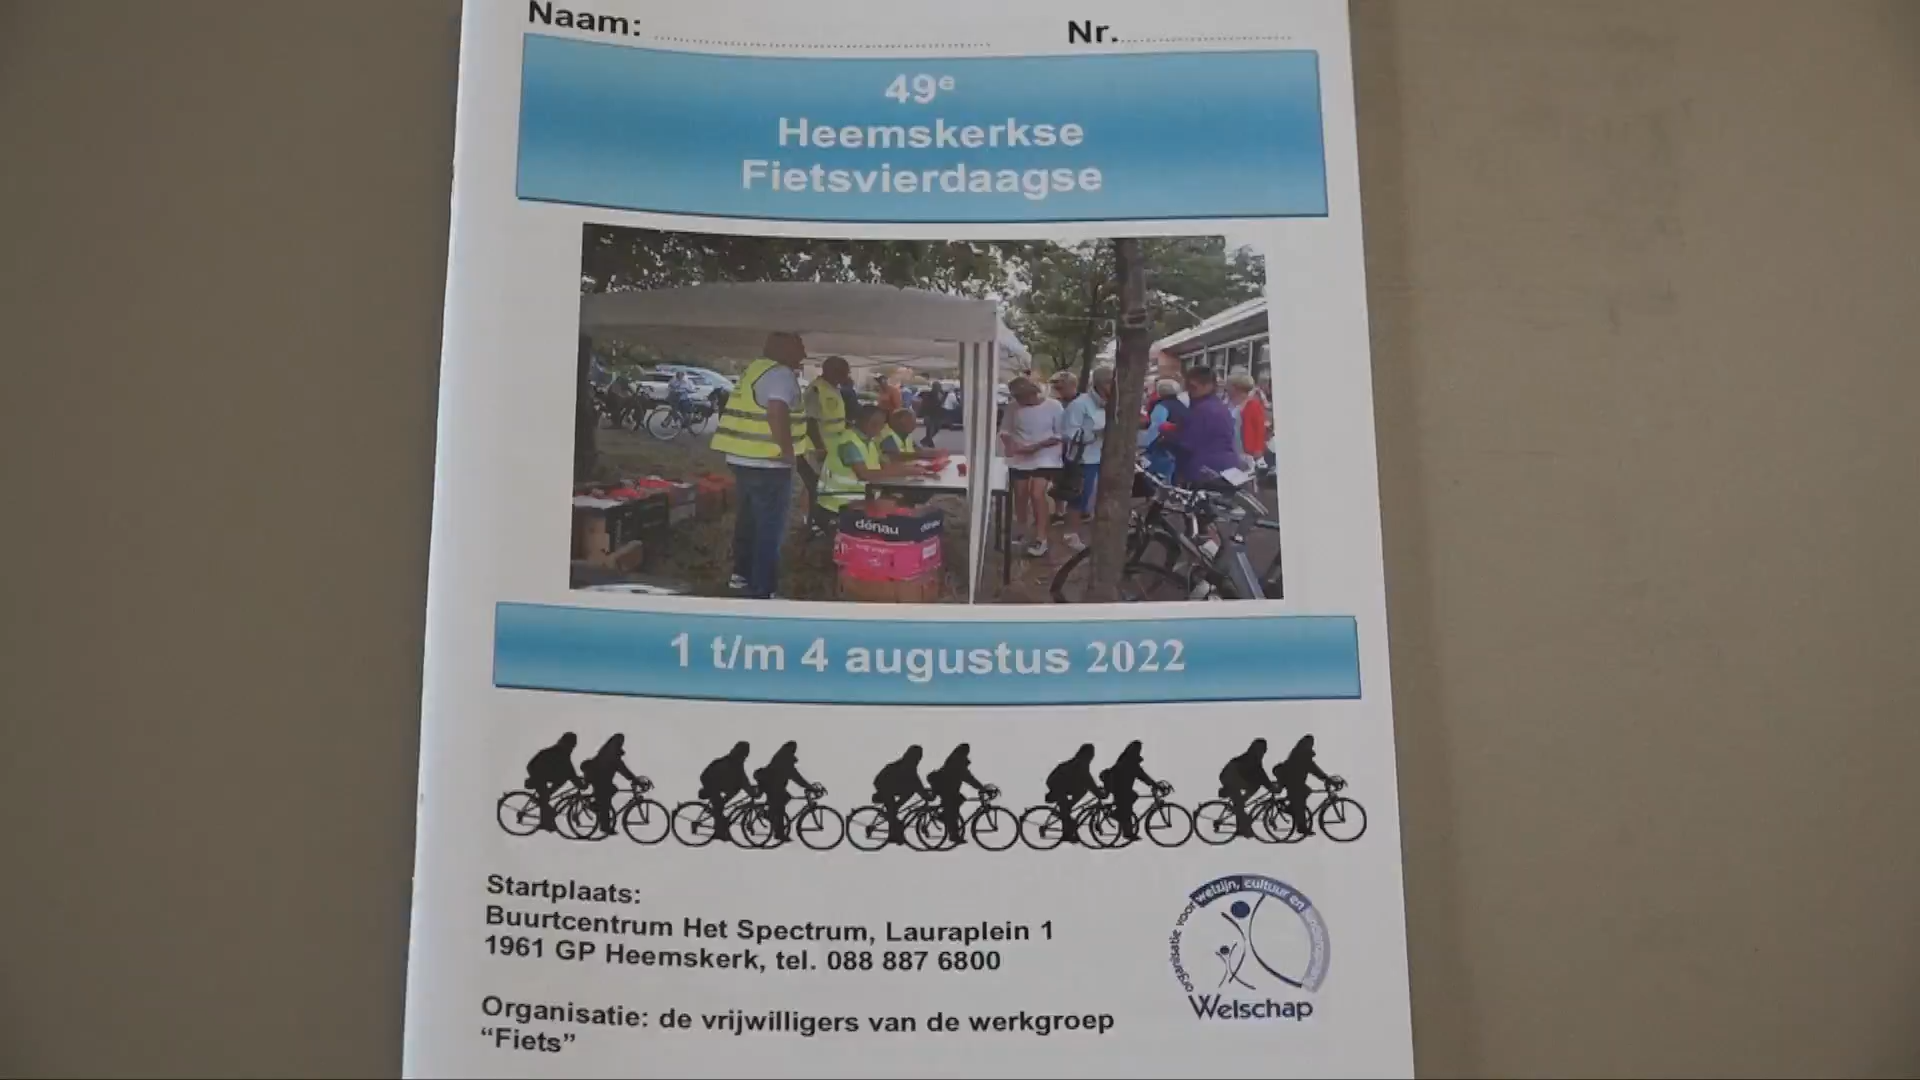 Naam:
Nr.
49e
Heemskerkse
Fietsvierdaagse
dónau
1 t/m 4 augustus 2022
Startplaats:
Buurtcentrum Het Spectrum, Lauraplein 1
1961 GP Heemskerk, tel. 088 887 6800
organisatie voor welzijn, cultuur en
Welschap
Organisatie: de vrijwilligers van de werkgroep
“Fiets”